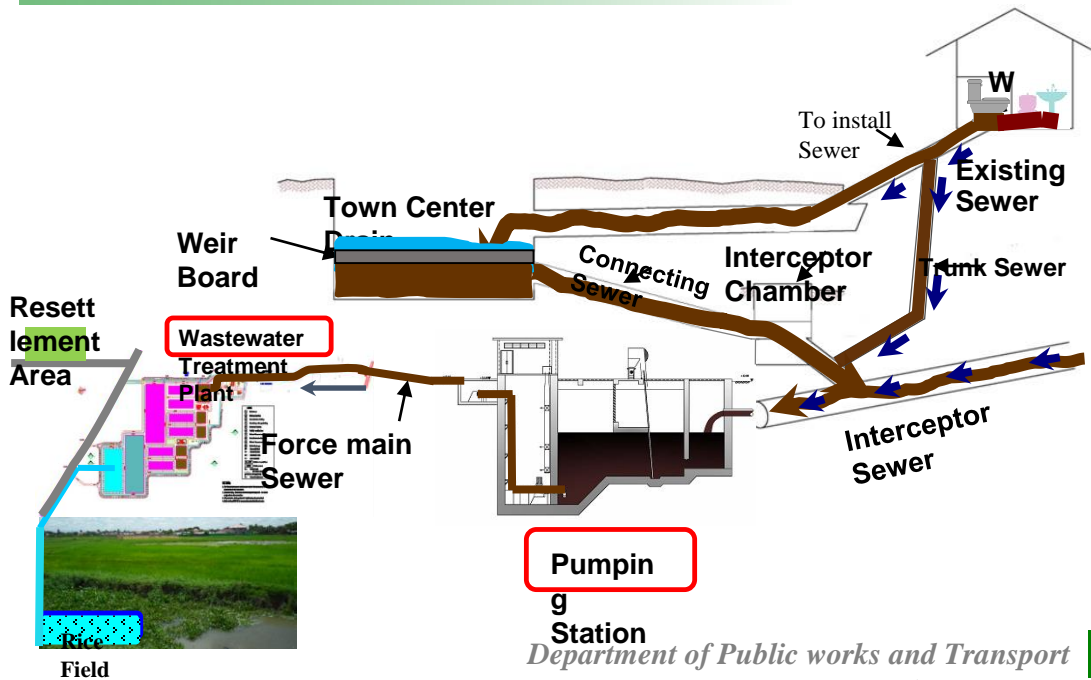 W
To install
Sewer
Existing
Sewer
Town Center
Drain
Weir
Board
Connecting
Sewer
Interceptor
Chamber
Trunk Sewer
Resett
lement
Area
Wastewater
Treatment
Plant
Force main
Sewer
Interceptor
Sewer
Pumpin
g
Station
Rice
Field
Department of Public works and Transport